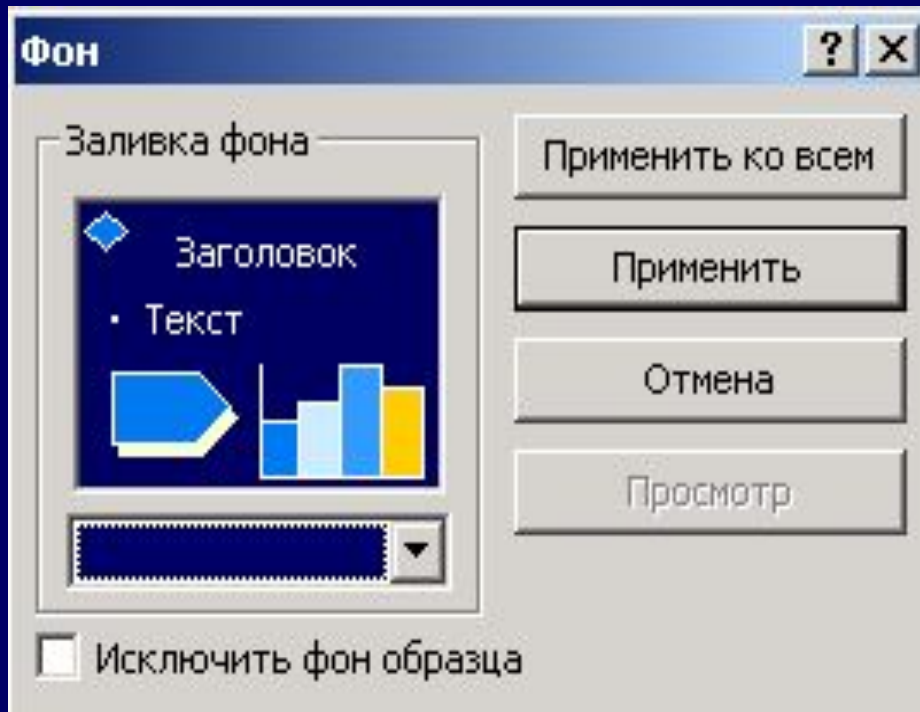 Фон
Заливка фона
Заголовок
· Текст
Применить ко всем
Применить
Отмена
Просмотр
Исключить фон образца